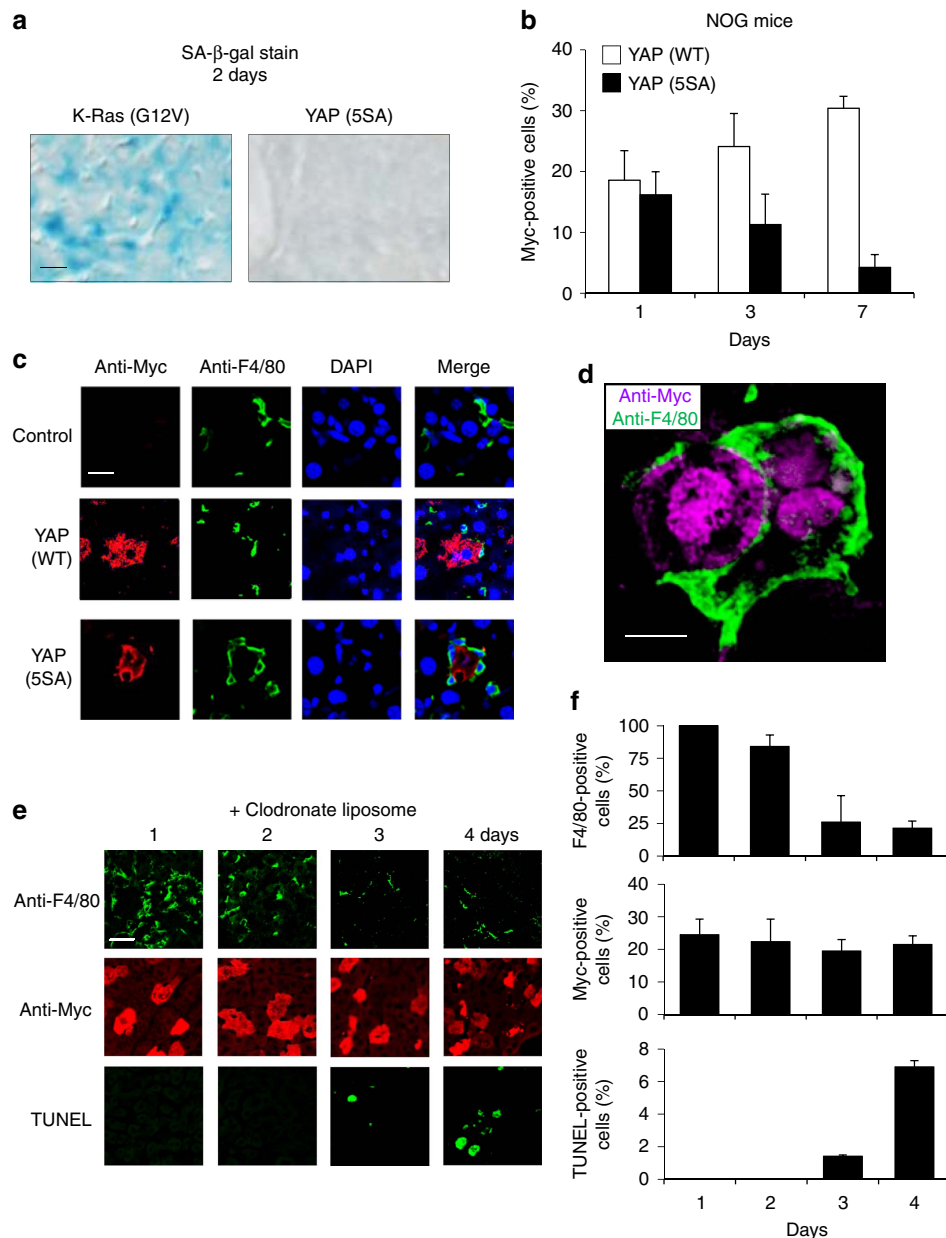 a
SA-β-gal stain
2 days
K-Ras (G12V)
YAP (5SA)
b
NOG mice
YAP (WT)
YAP (5SA)
Myc-positive cells (%)
40
30
20
10
0
1 3 7
Days
c
Anti-Myc Anti-F4/80 DAPI Merge
Control
YAP
(WT)
YAP
(5SA)
d
Anti-Myc
Anti-F4/80
e
+ Clodronate liposome
1 2 3 4 days
Anti-F4/80
Anti-Myc
TUNEL
f
F4/80-positive
cells (%)
100
75
50
25
0
Myc-positive
cells (%)
40
30
20
10
0
TUNEL-positive
cells (%)
8
6
4
2
0
1 2 3 4
Days